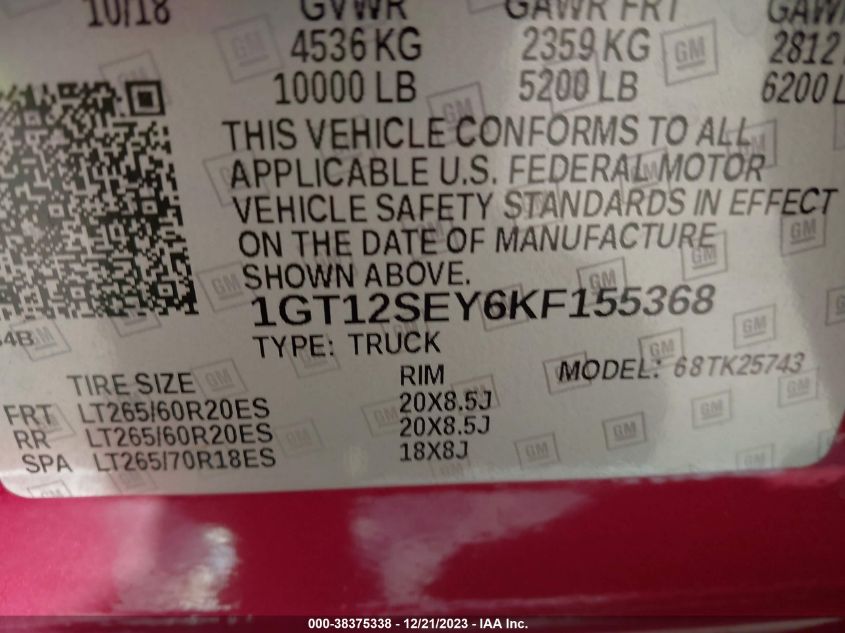 10/18 GVWR GAWR FRT GAWR
4536 KG 2359 KG 2812
10000 LB 5200 LB 6200 L
THIS VEHICLE CONFORMS TO ALL
APPLICABLE U.S. FEDERAL MOTOR
VEHICLE SAFETY STANDARDS IN EFFECT
ON THE DATE OF MANUFACTURE
SHOWN ABOVE.
1GT12SEY6KF155368
4B TYPE: TRUCK
MODEL: 68TK25743
TIRE SIZE RIM
FRT LT265/60R20ES 20X8.5J
RR LT265/60R20ES 20X8.5J
SPA LT265/70R18ES 18X8J
000-38375338 - 12/21/2023 - IAA Inc.